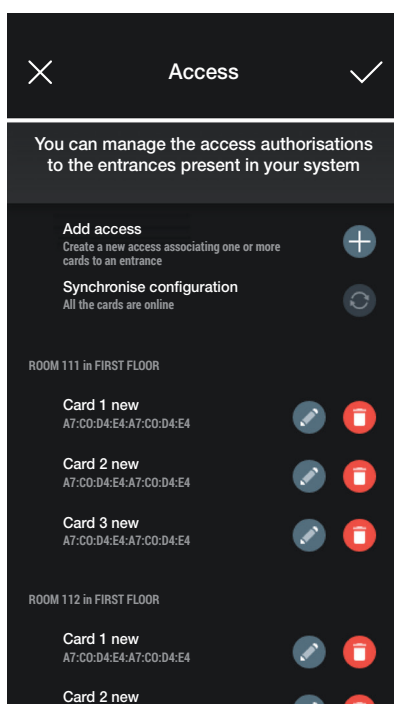 Access
You can manage the access authorisations
to the entrances present in your system
Add access
Create a new access associating one or more
cards to an entrance
Synchronise configuration
All the cards are online
ROOM 111 in FIRST FLOOR
Card 1 new
A7:C0:D4:E4:A7:C0:D4:E4
Card 2 new
A7:C0:D4:E4:A7:C0:D4:E4
Card 3 new
A7:C0:D4:E4:A7:C0:D4:E4
ROOM 112 in FIRST FLOOR
Card 1 new
A7:C0:D4:E4:A7:C0:D4:E4
Card 2 new